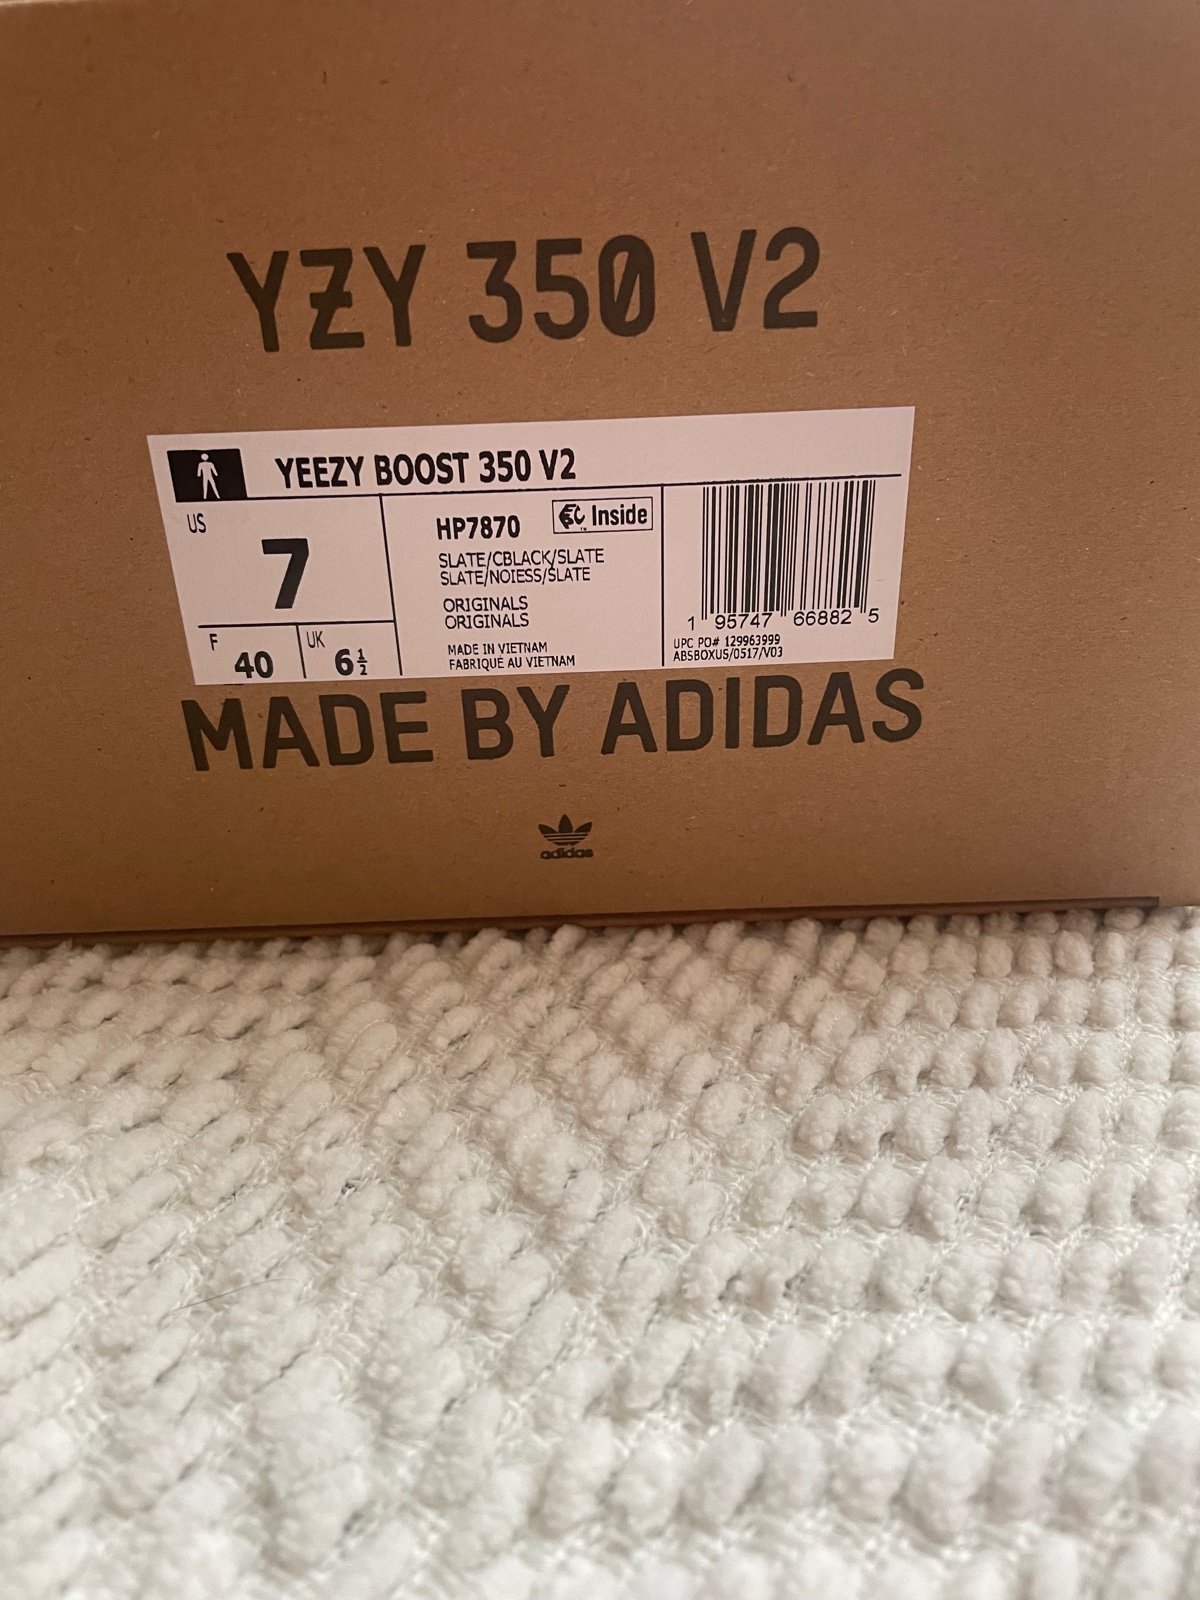 YZY 350 V2
YEEZY BOOST 350 V2
US
7
F
40
UK
6½
HP7870
Inside
SLATE/CBLACK/SLATE
SLATE/NOIESS/SLATE
ORIGINALS
ORIGINALS
MADE IN VIETNAM
FABRIQUÉ AU VIETNAM
1 95747 66882 5
UPC PO# 129963999
ABSBOXUS/0517/V03
MADE BY ADIDAS
adidas